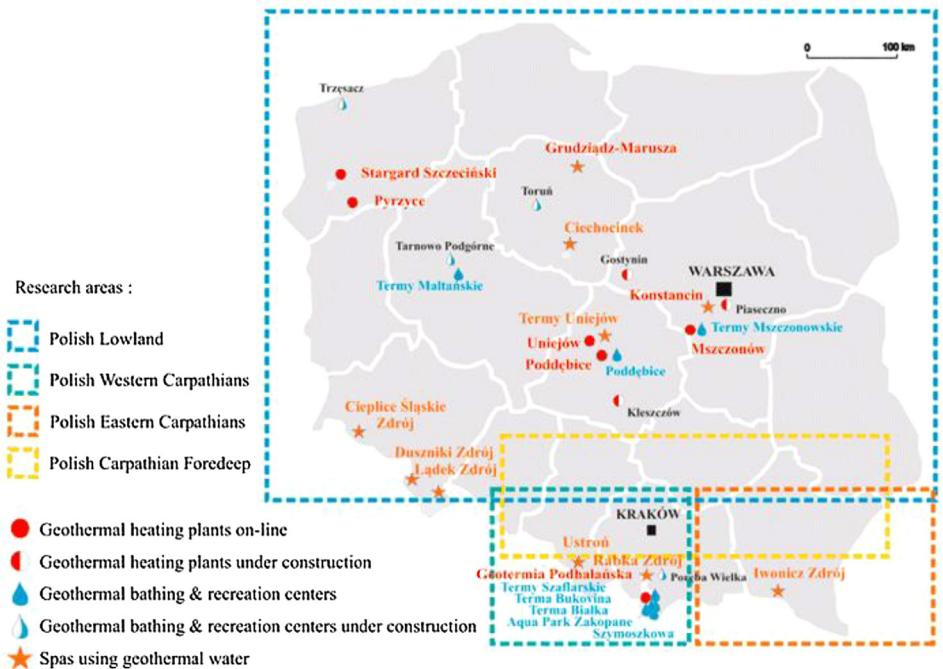 0 100 km
Trzęsacz
Grudziądz-Marusza
Stargard Szczeciński
Toruń
Pyrzyce
Ciechocinek
Tarnowo Podgórne
Gostynin
WARSZAWA
Termy Maltańskie
Konstancin
Piaseczno
Research areas :
Termy Uniejów
Termy Mszczonowskie
Polish Lowland
Uniejów
Mszczonów
Poddębice
Poddębice
Polish Western Carpathians
Cieplice Śląskie
Zdrój
Kleszczów
Polish Eastern Carpathians
Duszniki Zdrój
Polish Carpathian Foredeep
Lądek Zdrój
KRAKÓW
Geothermal heating plants on-line
Ustroń
Geothermal heating plants under construction
Rabka Zdrój
Geotermia Podhalańska
Poręba Wielka
Iwonicz Zdrój
Termy Szaflarskie
Geothermal bathing & recreation centers
Terma Bukovina
Terma Białka
Aqua Park Zakopane
Geothermal bathing & recreation centers under construction
Szymoszkowa
Spas using geothermal water